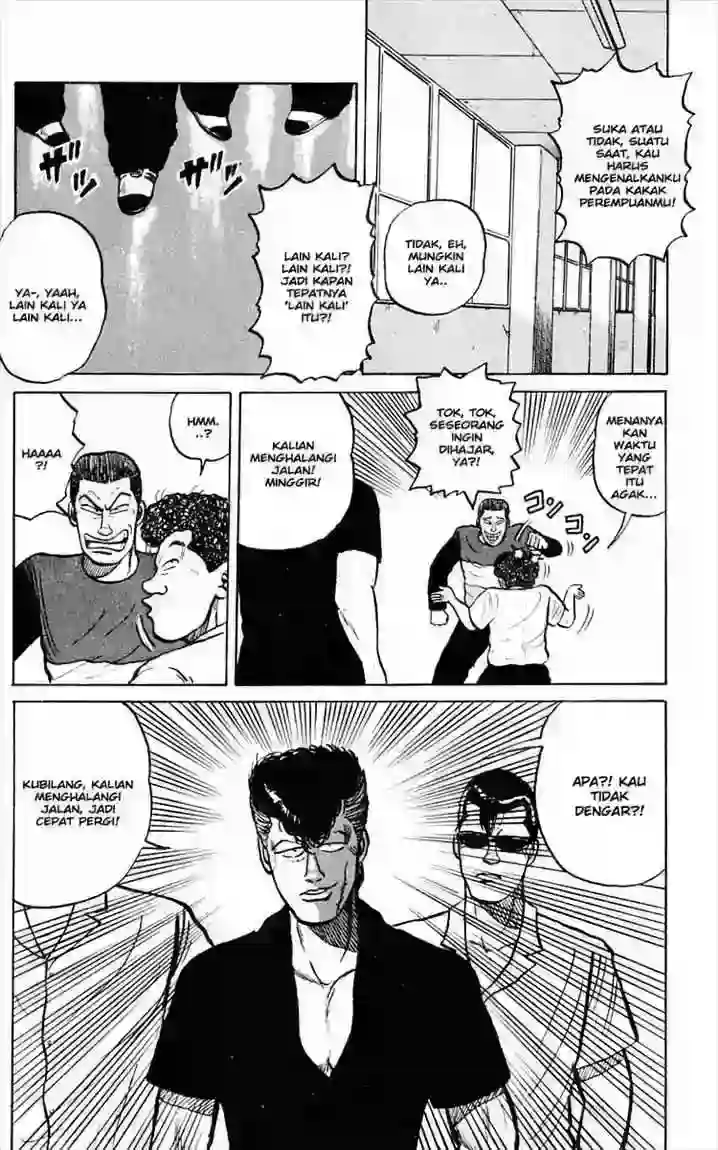 SUKA ATAU
TIDAK, SUATU
SAAT, KAU
HARUS
MENGENALKANKU
PADA KAKAK
PEREMPUANMU!
TIDAK, EH,
MUNGKIN
LAIN KALI
YA..
LAIN KALI?
LAIN KALI?!
JADI KAPAN
TEPATNYA
'LAIN KALI'
ITU?!
YA-, YAAH,
LAIN KALI YA
LAIN KALI...
ザッ
ザッ
MENANYA
KAN
WAKTU
YANG
TEPAT
ITU
AGAK...
TOK, TOK,
SESEORANG
INGIN
DIHAJAR,
YA?!
コン
コン
KALIAN
MENGHALANGI
JALAN!
MINGGIR!
HMM.
..?
HAAAA
?!
APA?! KAU
TIDAK
DENGAR?!
KUBILANG, KALIAN
MENGHALANGI
JALAN, JADI
CEPAT PERGI!